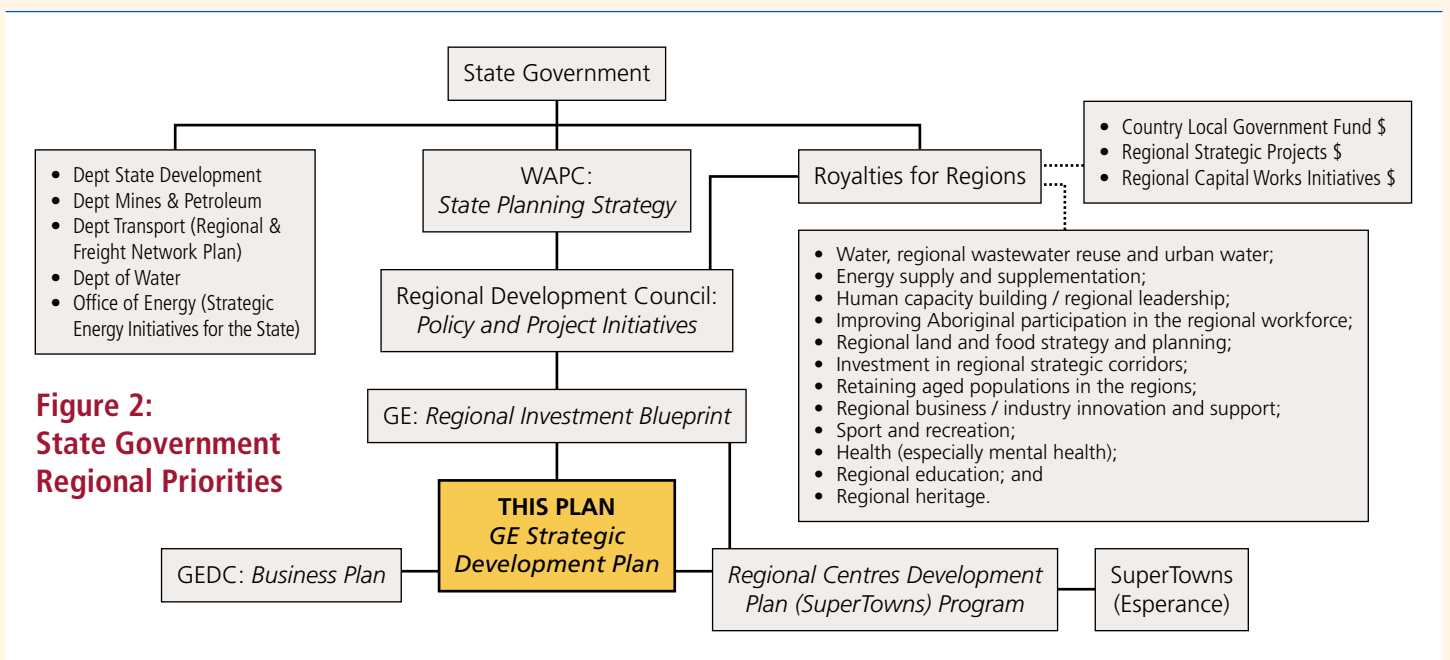 State Government
• Dept State Development
• Dept Mines & Petroleum
• Dept Transport (Regional &
Freight Network Plan)
• Dept of Water
• Office of Energy (Strategic
Energy Initiatives for the State)
WAPC:
State Planning Strategy
Royalties for Regions
• Country Local Government Fund $
• Regional Strategic Projects $
• Regional Capital Works Initiatives $
Regional Development Council:
Policy and Project Initiatives
• Water, regional wastewater reuse and urban water;
• Energy supply and supplementation;
• Human capacity building / regional leadership;
• Improving Aboriginal participation in the regional workforce;
• Regional land and food strategy and planning;
• Investment in regional strategic corridors;
• Retaining aged populations in the regions;
• Regional business / industry innovation and support;
• Sport and recreation;
• Health (especially mental health);
• Regional education; and
• Regional heritage.
Figure 2:
State Government
Regional Priorities
GE: Regional Investment Blueprint
THIS PLAN
GE Strategic
Development Plan
GEDC: Business Plan
Regional Centres Development
Plan (SuperTowns) Program
SuperTowns
(Esperance)